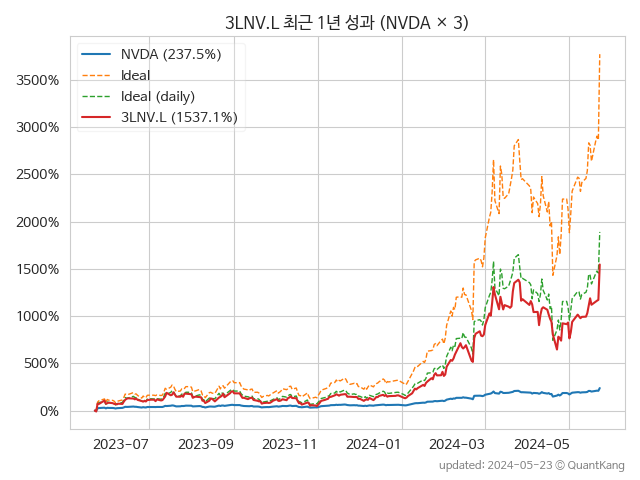 3LNV.L 최근 1년 성과 (NVDA × 3)
NVDA (237.5%)
Ideal
Ideal (daily)
3LNV.L (1537.1%)
3500%
3000%
2500%
2000%
1500%
1000%
500%
0%
2023-07 2023-09 2023-11 2024-01 2024-03 2024-05
updated: 2024-05-23 © QuantKang